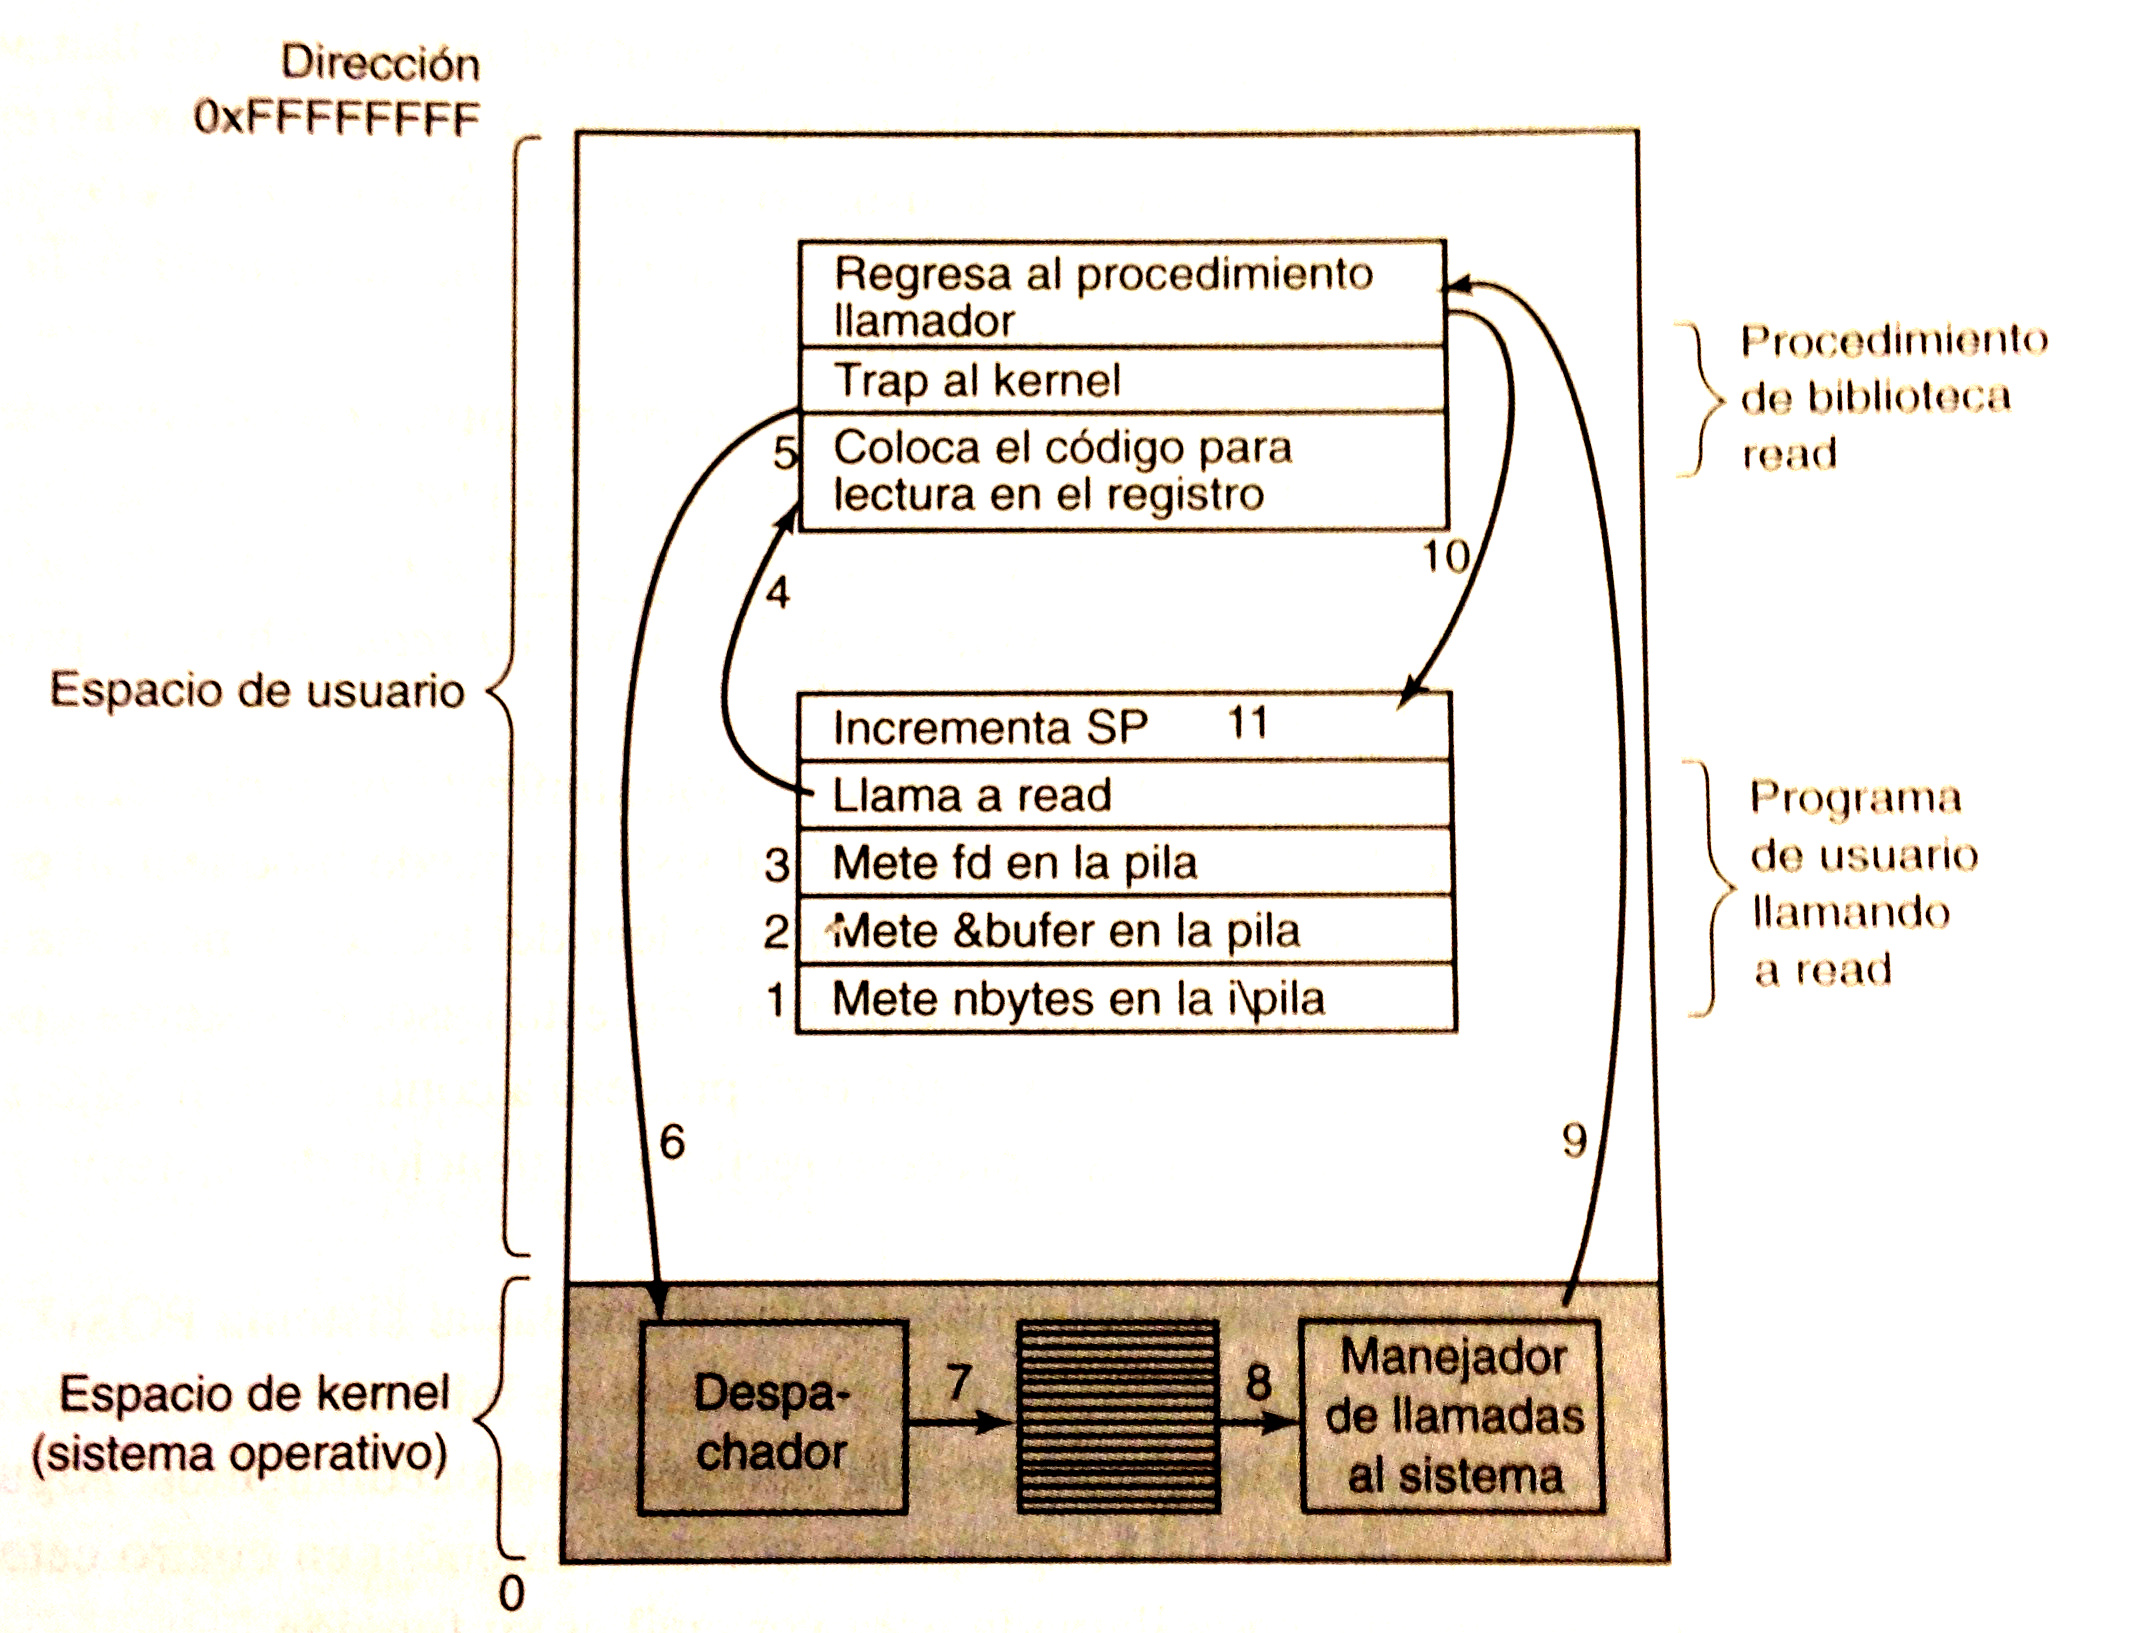 Dirección
0xFFFFFFFF
Regresa al procedimiento
llamador
Trap al kernel
5 Coloca el código para
lectura en el registro
Procedimiento
de biblioteca
read
4
10
Espacio de usuario
Incrementa SP 11
Llama a read
3 Mete fd en la pila
2 Mete &bufer en la pila
1 Mete nbytes en la i\pila
Programa
de usuario
llamando
a read
6
9
Espacio de kernel
(sistema operativo)
Despa-
chador
7
8
Manejador
de llamadas
al sistema
0